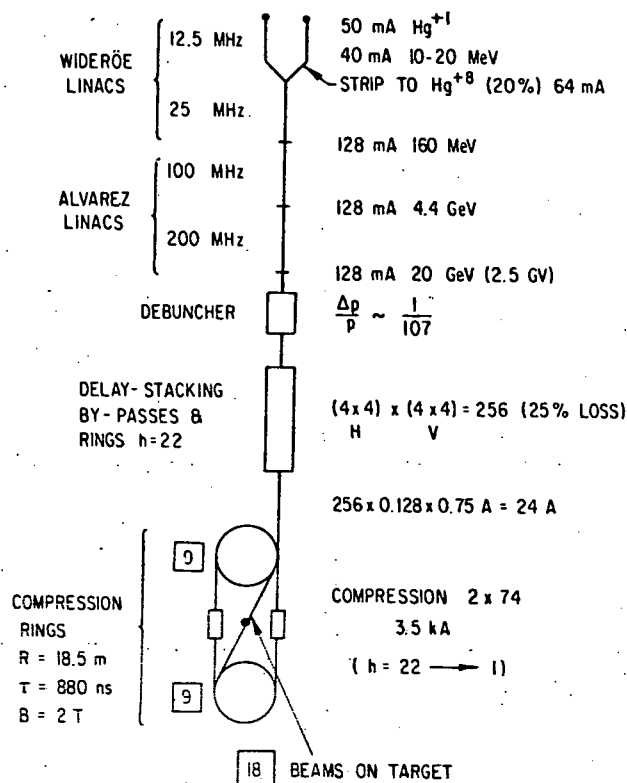 WIDERÖE
LINACS
12.5 MHz
25 MHz
50 mA Hg+1
40 mA 10-20 MeV
STRIP TO Hg+8 (20%) 64 mA
128 mA 160 MeV
ALVAREZ
LINACS
100 MHz
200 MHz
128 mA 4.4 GeV
128 mA 20 GeV (2.5 GV)
DEBUNCHER
Δp/p ~ 1/107
DELAY-STACKING
BY-PASSES &
RINGS h=22
(4x4) x (4x4) = 256 (25% LOSS)
H V
256 x 0.128 x 0.75 A = 24 A
COMPRESSION
RINGS
R = 18.5 m
τ = 880 ns
B = 2 T
9
9
COMPRESSION 2 x 74
3.5 kA
(h = 22 → 1)
18 BEAMS ON TARGET